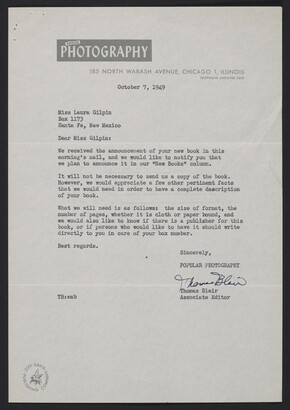 POPULAR
PHOTOGRAPHY
185 NORTH WABASH AVENUE, CHICAGO 1, ILLINOIS
October 7, 1949
Miss Laura Gilpin
Box 1173
Santa Fe, New Mexico
Dear Miss Gilpin:
We received the announcement of your new book in this
morning's mail, and we would like to notify you that
we plan to announce it in our "New Books" column.
It will not be necessary to send us a copy of the book.
However, we would appreciate a few other pertinent facts
that we would need in order to have a complete description
of your book.
What we will need is as follows: the size of format, the
number of pages, whether it is cloth or paper bound, and
we would also like to know if there is a publisher for this
book, or if persons who would like to have it should write
directly to you in care of your box number.
Best regards.
Sincerely,
POPULAR PHOTOGRAPHY
Thomas Blair
Thomas Blair
Associate Editor